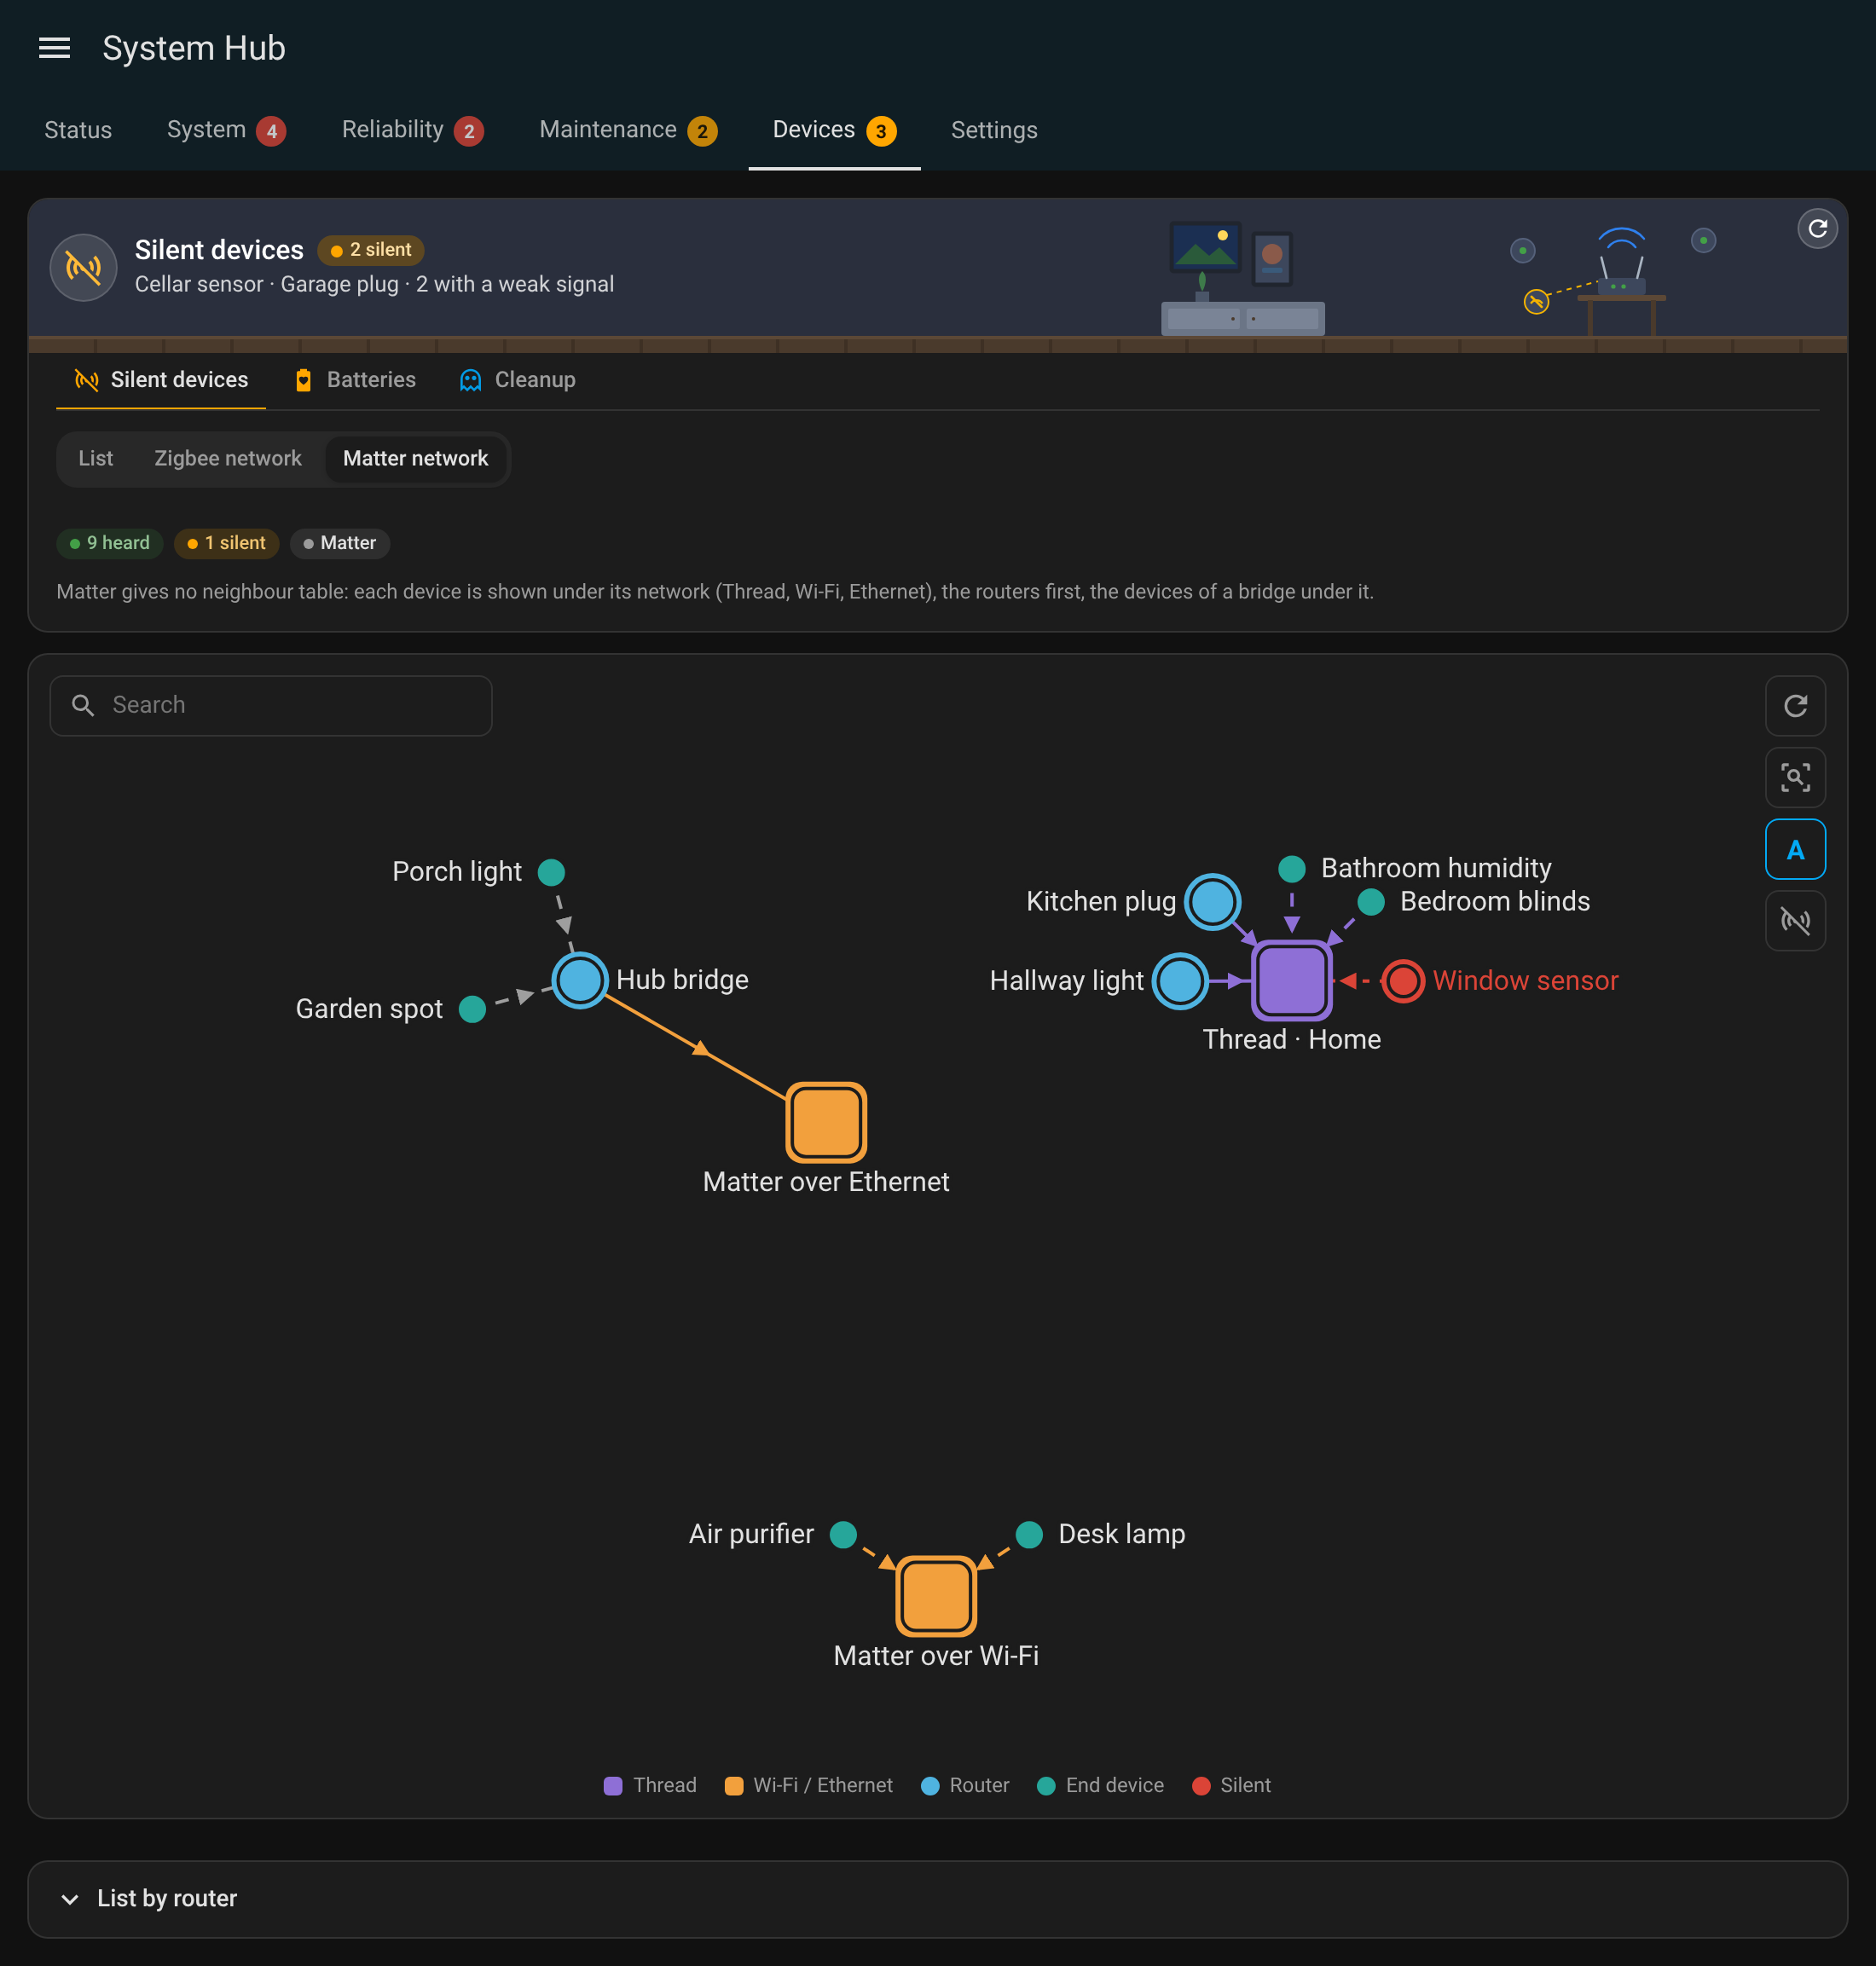 System Hub
Status System 4 Reliability 2 Maintenance 2 Devices 3 Settings
Silent devices 2 silent
Cellar sensor · Garage plug · 2 with a weak signal
Silent devices Batteries Cleanup
List Zigbee network Matter network
9 heard 1 silent Matter
Matter gives no neighbour table: each device is shown under its network (Thread, Wi-Fi, Ethernet), the routers first, the devices of a bridge under it.
Search
A
Porch light
Bathroom humidity
Kitchen plug
Bedroom blinds
Hub bridge
Hallway light
Window sensor
Garden spot
Thread · Home
Matter over Ethernet
Air purifier
Desk lamp
Matter over Wi-Fi
Thread Wi-Fi / Ethernet Router End device Silent
List by router